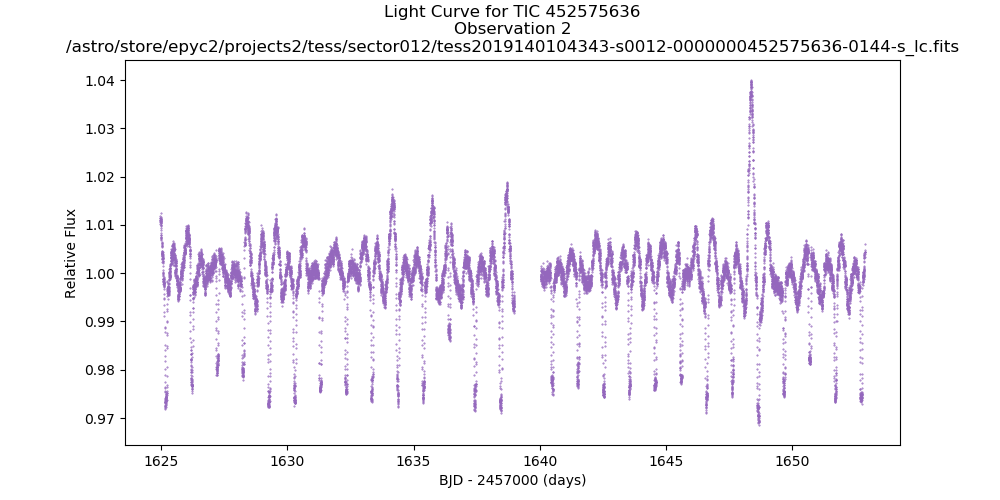 Light Curve for TIC 452575636
Observation 2
/astro/store/epyc2/projects2/tess/sector012/tess2019140104343-s0012-0000000452575636-0144-s_lc.fits
1.04
1.03
1.02
1.01
1.00
0.99
0.98
0.97
Relative Flux
1625
1630
1635
1640
1645
1650
BJD - 2457000 (days)